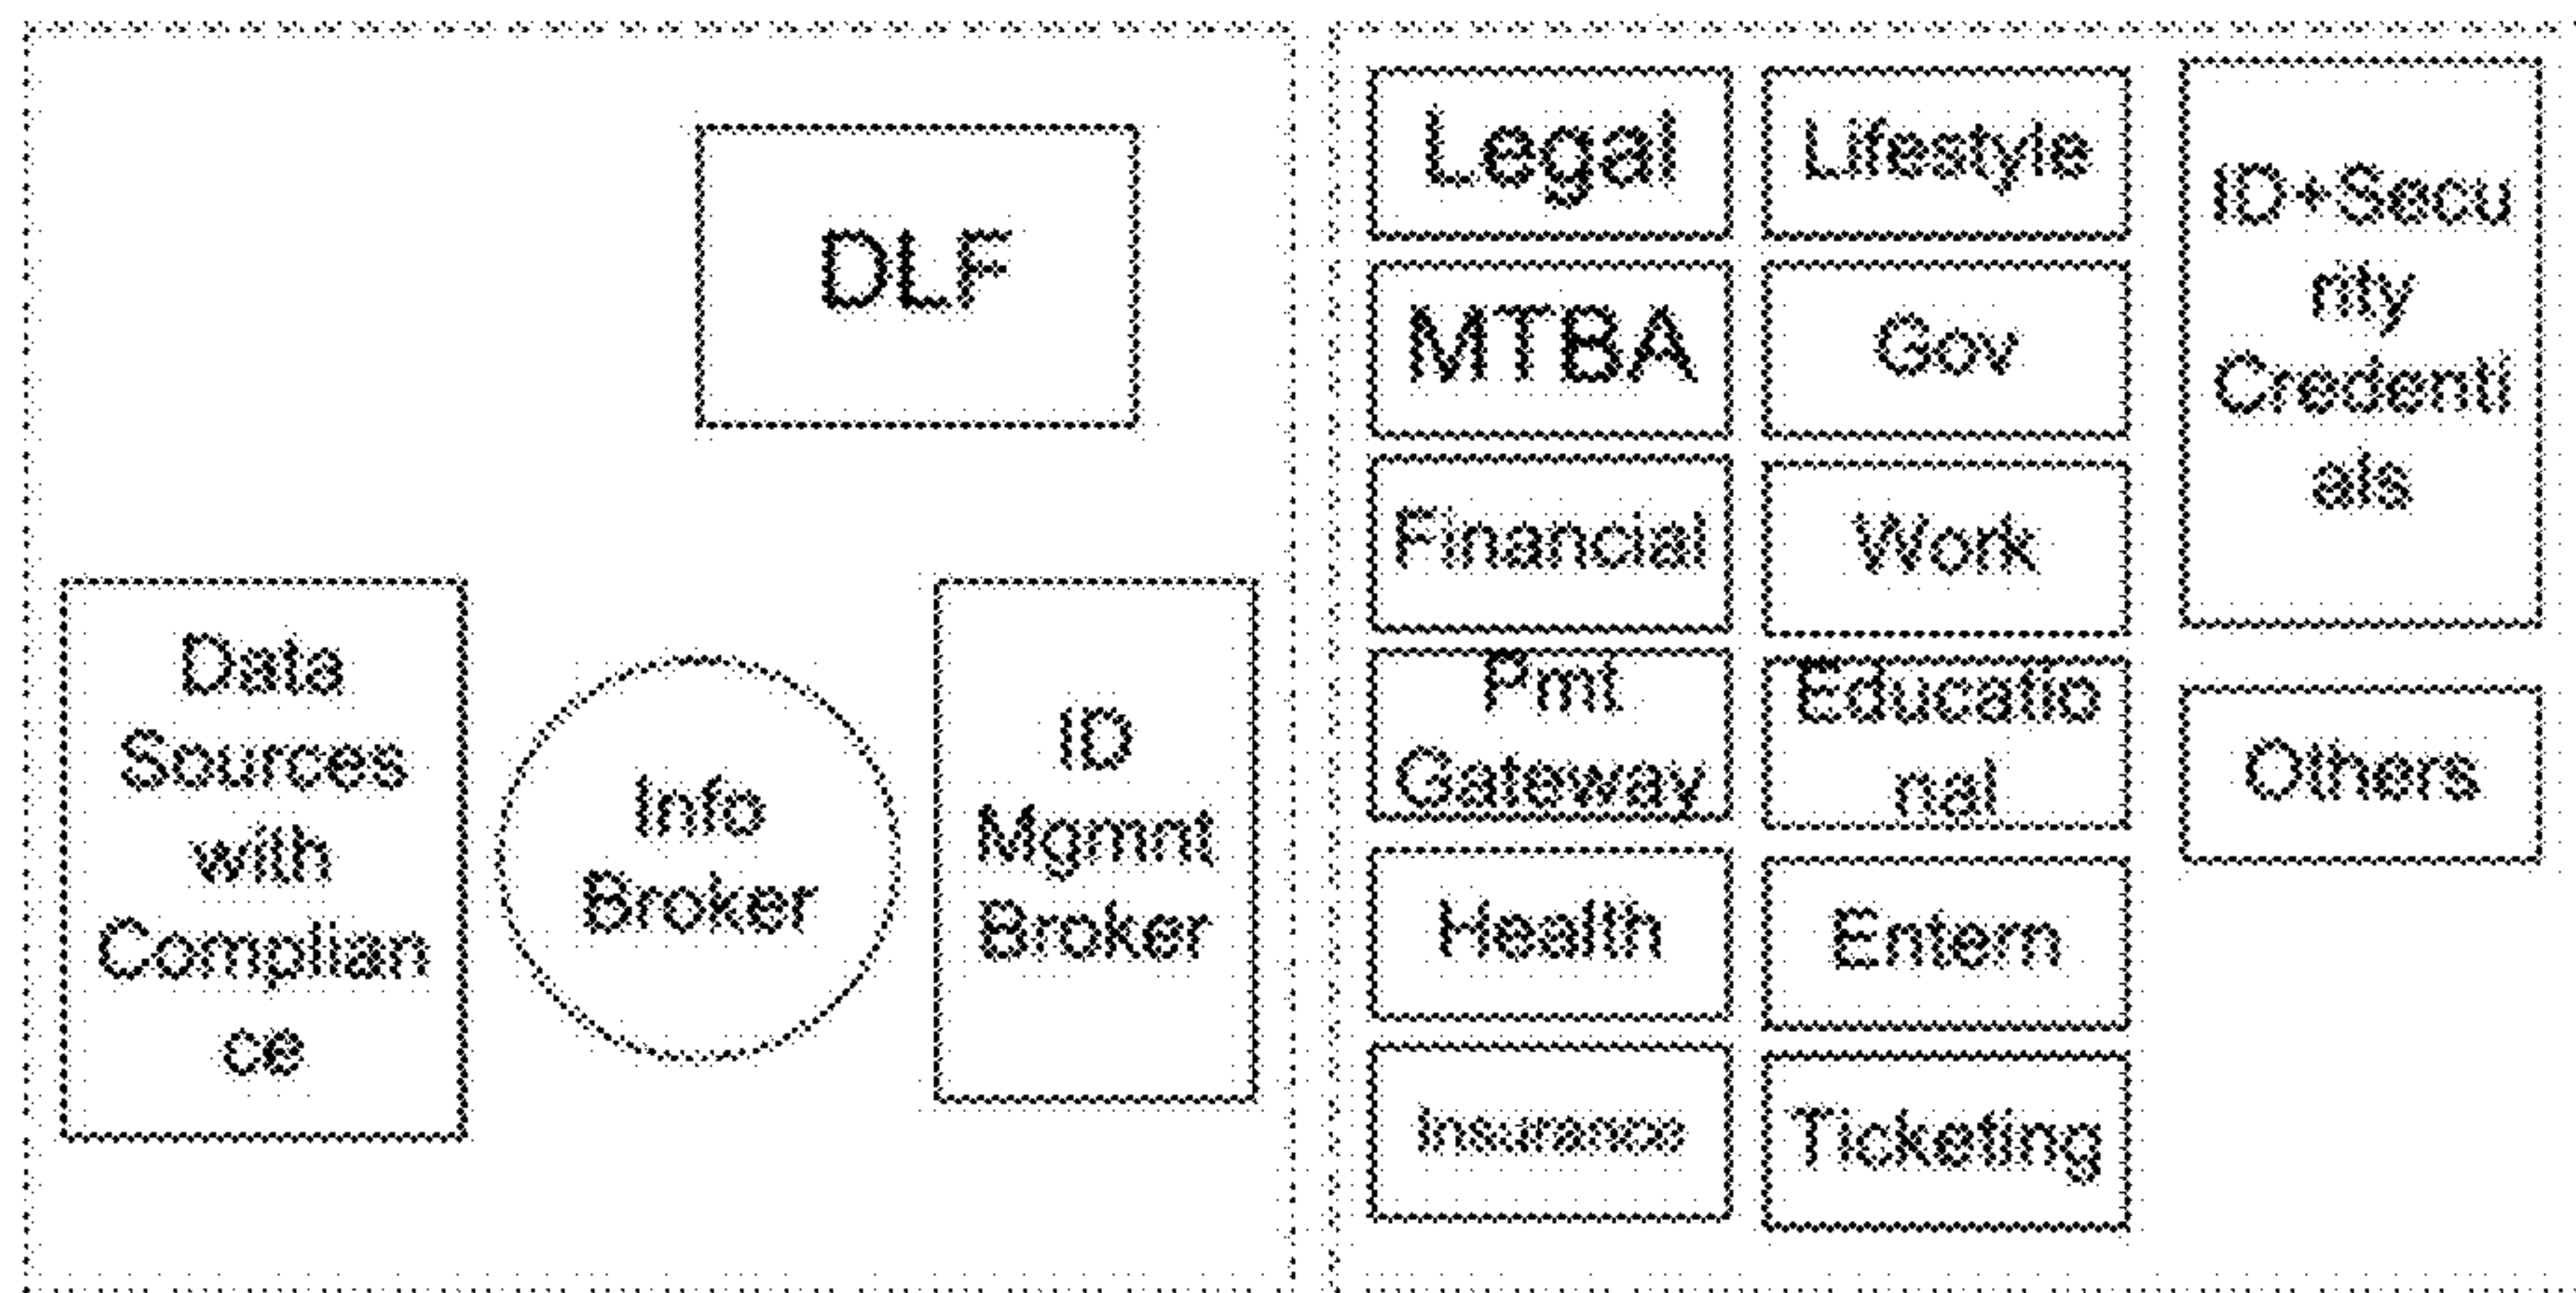 DLF
Data
Sources
with
Complian
ce
Info
Broker
ID
Mgmnt
Broker
Legal
MTBA
Financial
Pmt
Gateway
Health
Insurance
Lifestyle
Gov
Work
Educatio
nal
Entern
Ticketing
ID+Secu
rity
Credenti
als
Others